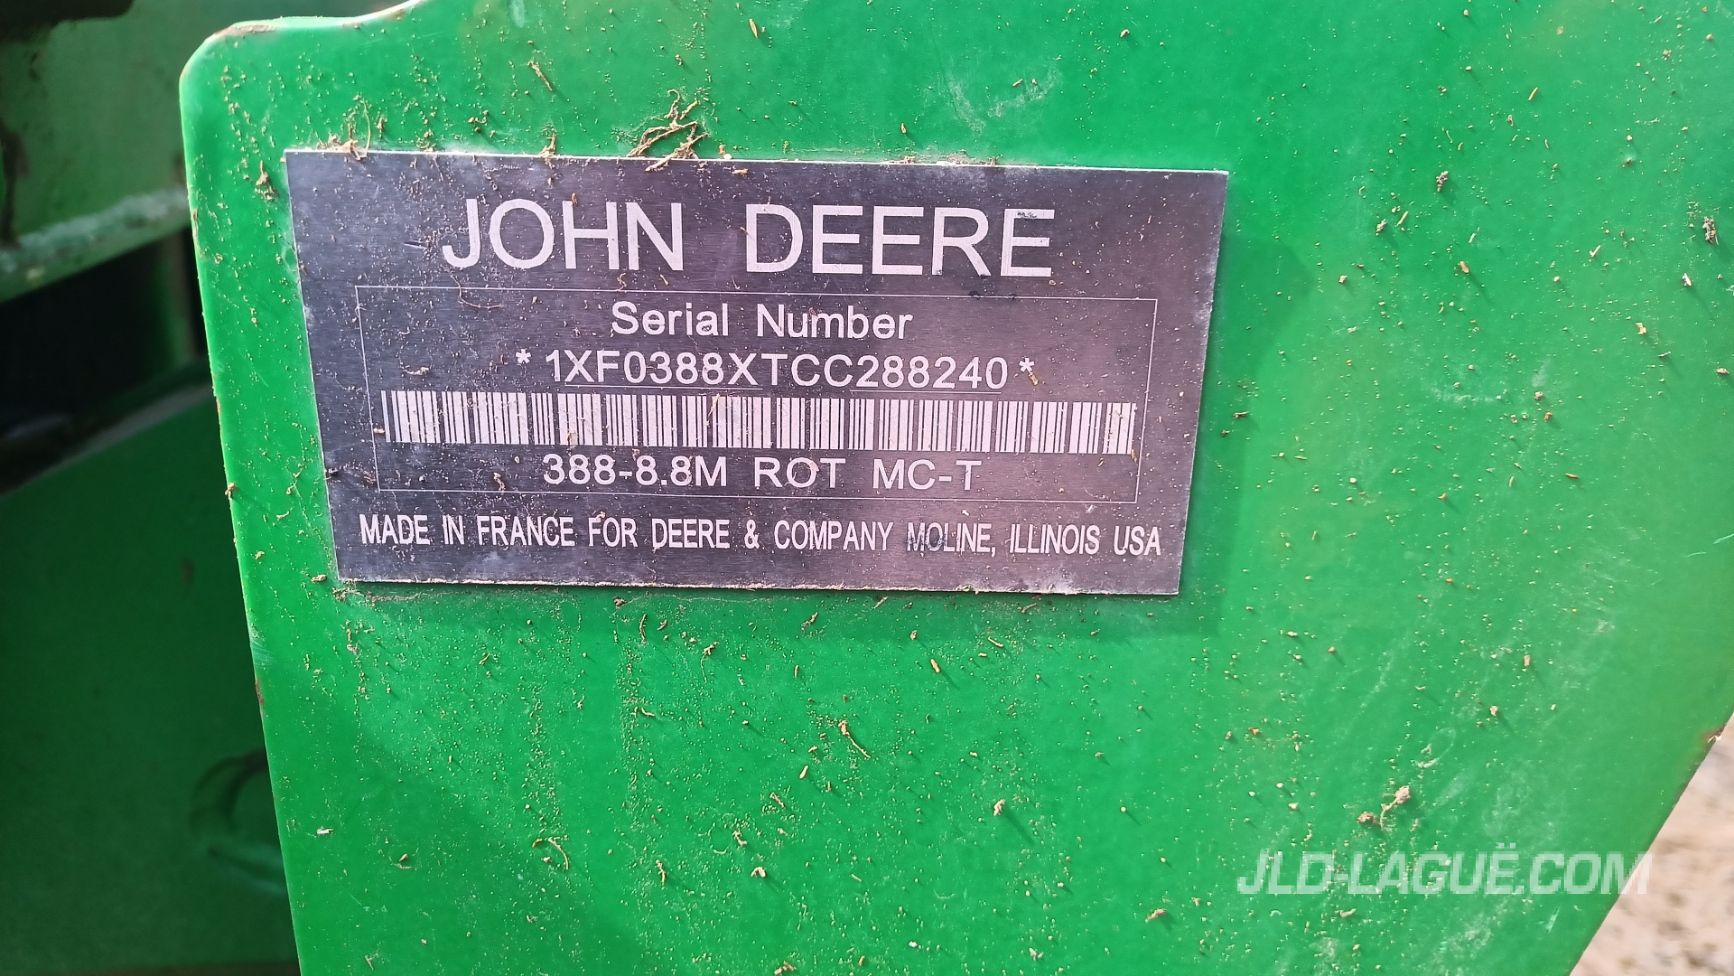 JOHN DEERE
Serial Number
*1XF0388XTCC288240*
388-8.8M ROT MC-T
MADE IN FRANCE FOR DEERE & COMPANY MOLINE, ILLINOIS USA
JLD-LAGUË.COM